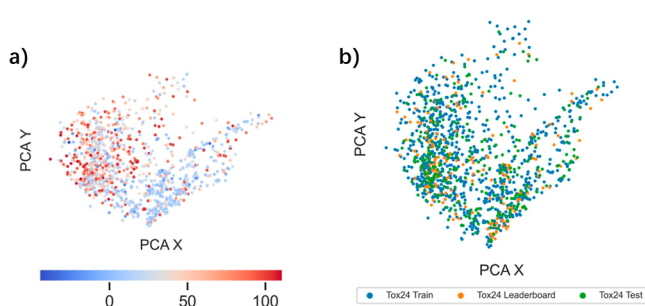 a)
PCA Y
PCA X
0 50 100
b)
PCA Y
PCA X
Tox24 Train Tox24 Leaderboard Tox24 Test